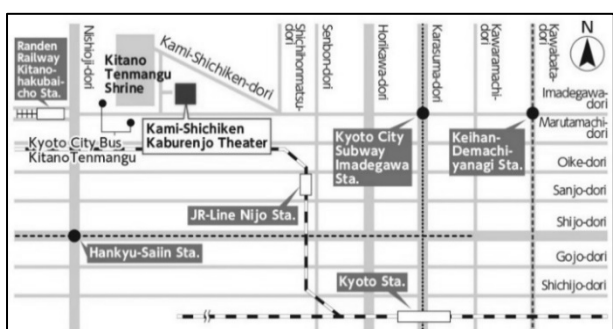 Randen
Railway
Kitano-
hakubai-
cho Sta.
Nishioji-dori
Kitano
Tenmangu
Shrine
Kami-Shichiken-dori
Shichihonmatsu-
dori
Senbon-dori
Horikawa-dori
Karasuma-dori
Kawaramachi-
dori
Kawabata-
dori
N
Imadegawa-
dori
Marutamachi-
dori
Oike-dori
Sanjo-dori
Shijo-dori
Gojo-dori
Shichijo-dori
Kami-Shichiken
Kaburenjo Theater
Kyoto City Bus
KitanoTenmangu
Kyoto City
Subway
Imadegawa
Sta.
Keihan-
Demachi-
yanagi Sta.
JR-Line Nijo Sta.
Hankyu-Saiin Sta.
Kyoto Sta.